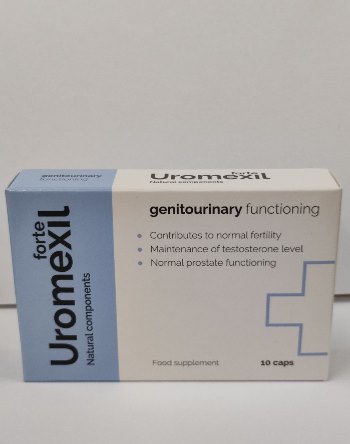 genitourinary
functioning
forte
Uromexil
Natural components
forte
Uromexil
Natural components
genitourinary functioning
Contributes to normal fertility
Maintenance of testosterone level
Normal prostate functioning
Food supplement
10 caps